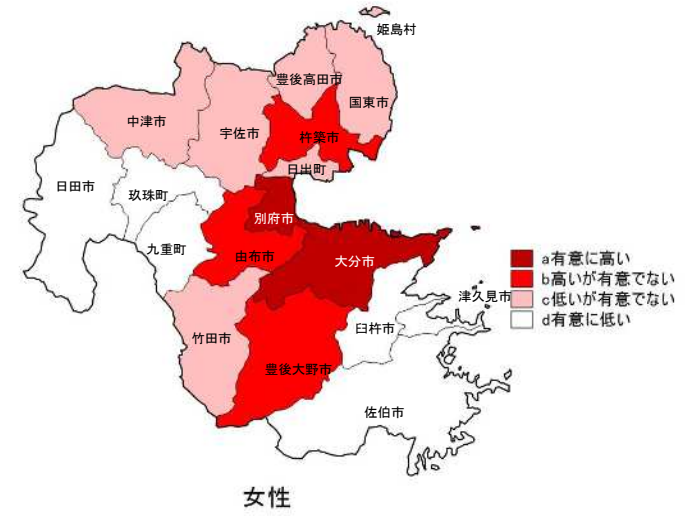 姫島村
豊後高田市
国東市
中津市
宇佐市
杵築市
日出町
日田市
玖珠町
別府市
九重町
由布市
大分市
a有意に高い
b高いが有意でない
c低いが有意でない
d有意に低い
津久見市
臼杵市
竹田市
豊後大野市
佐伯市
女性